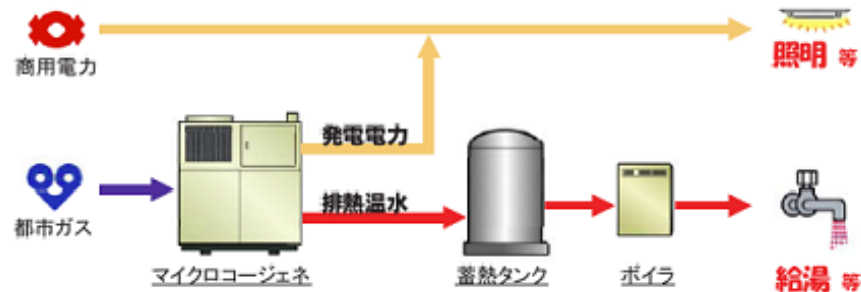 商用電力
照明 等
発電電力
都市ガス
排熱温水
マイクロコージェネ
蓄熱タンク
ボイラ
給湯 等